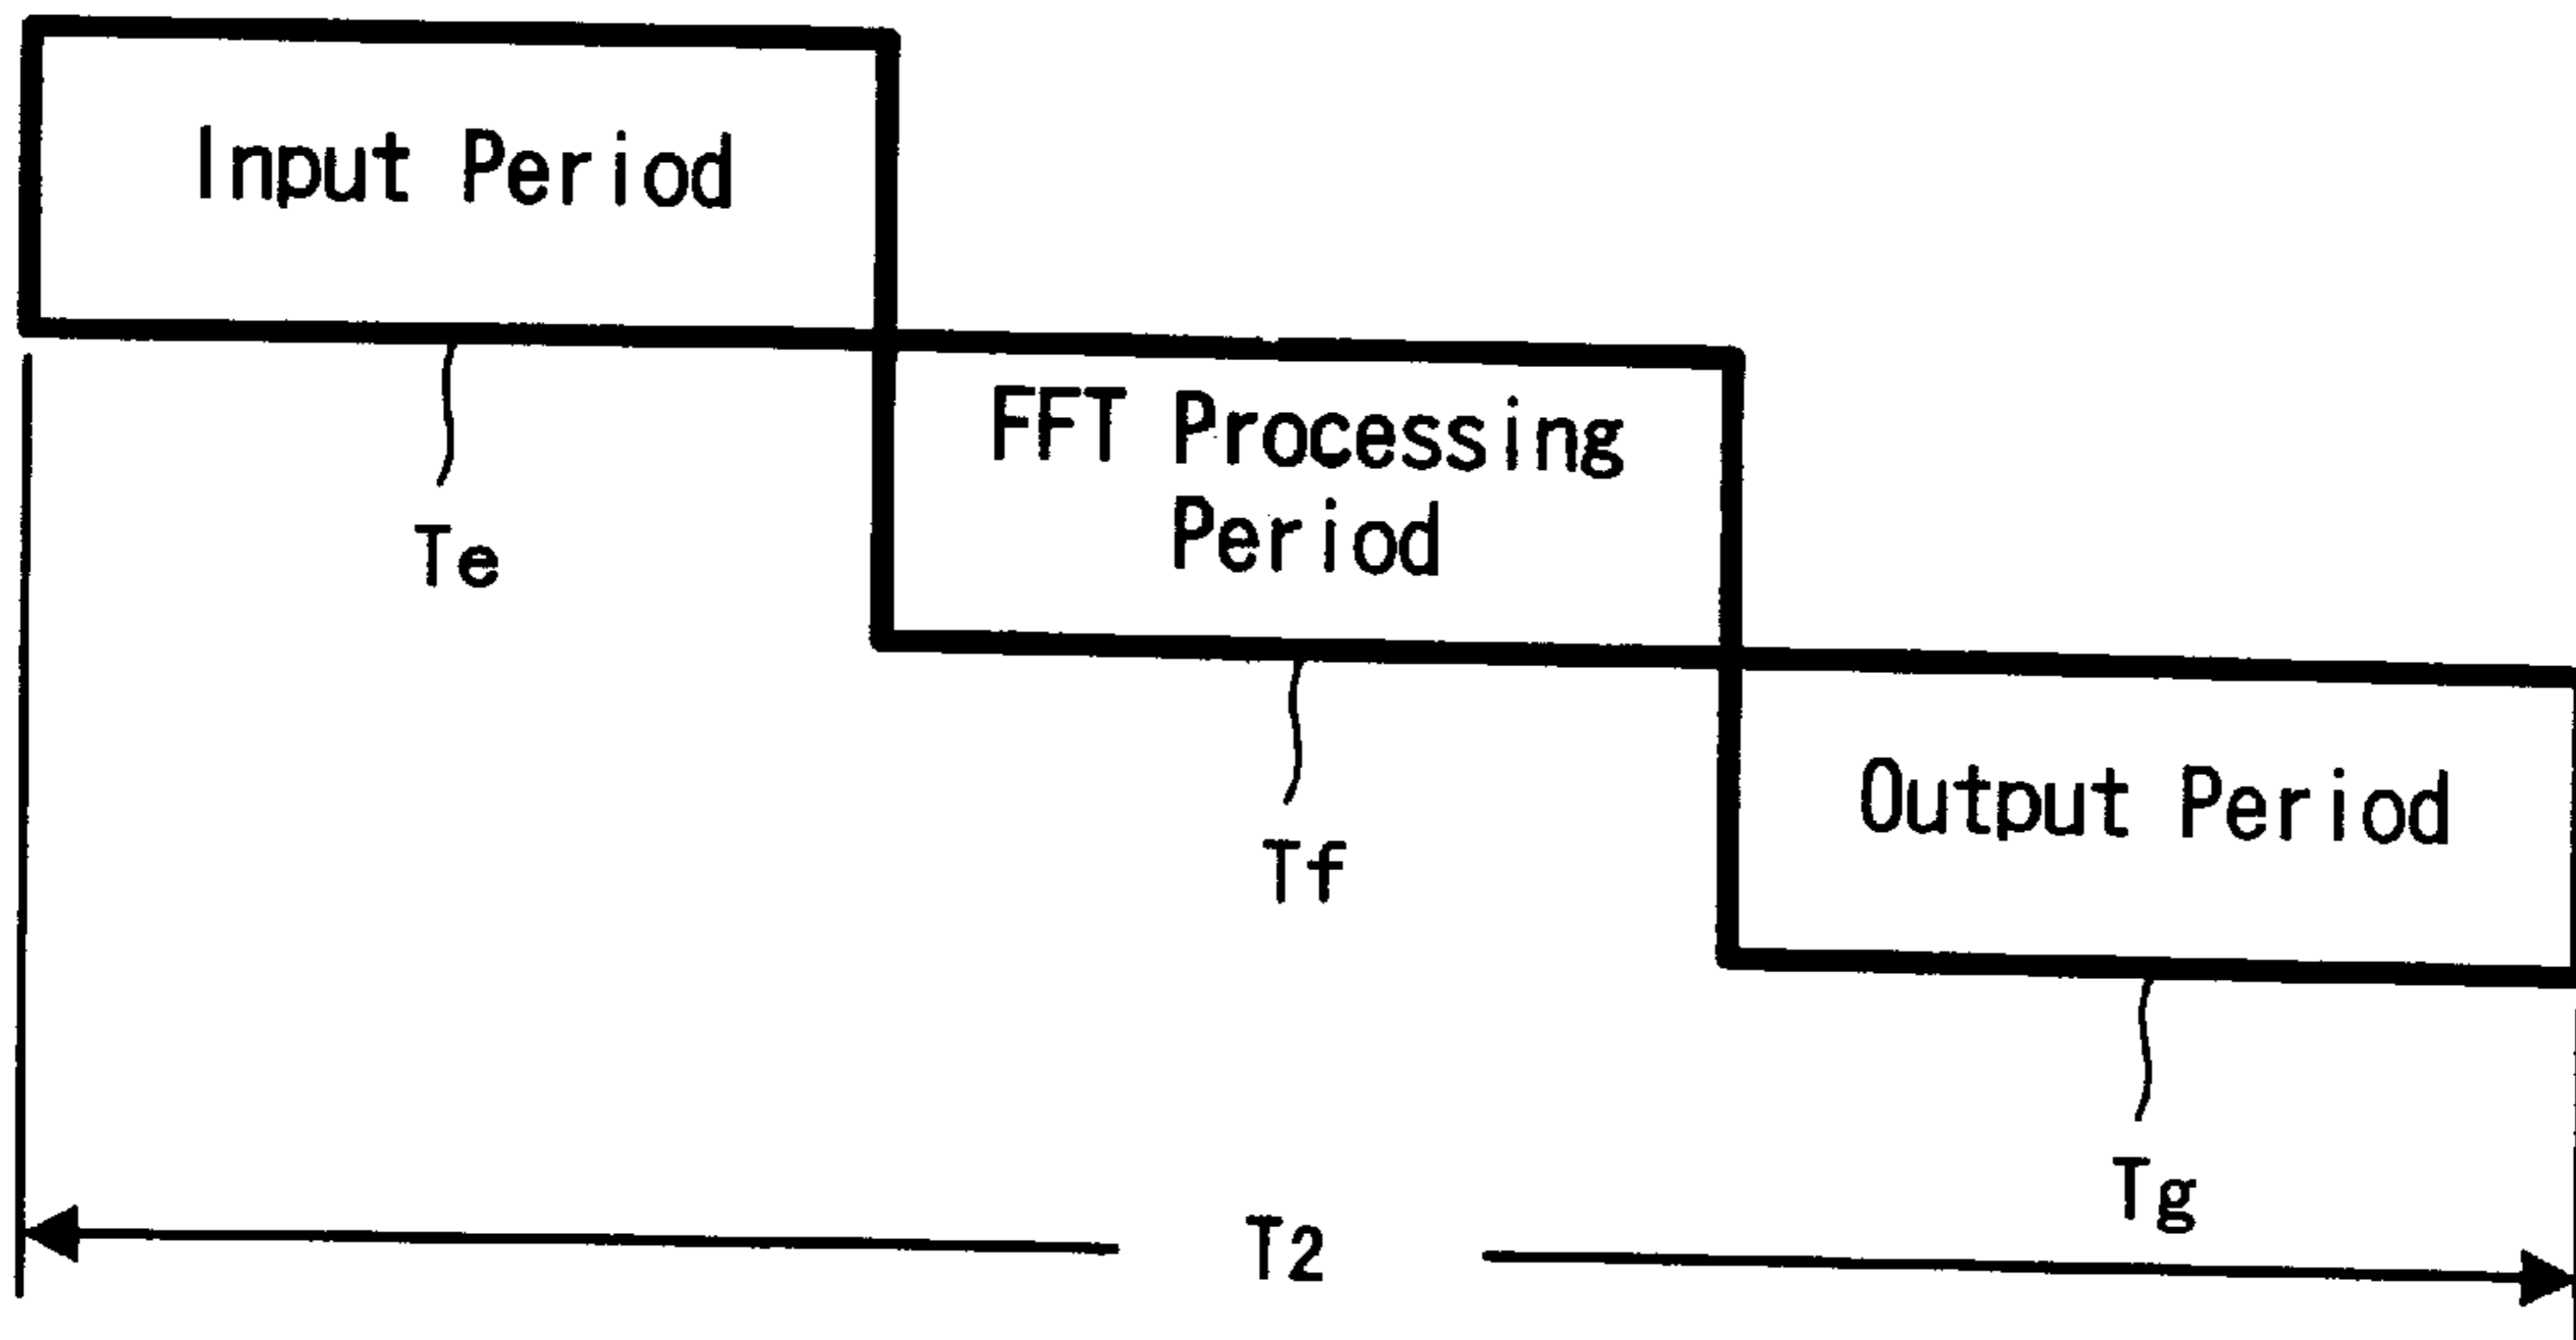 Input Period
Te
FFT Processing
Period
Tf
Output Period
Tg
T2